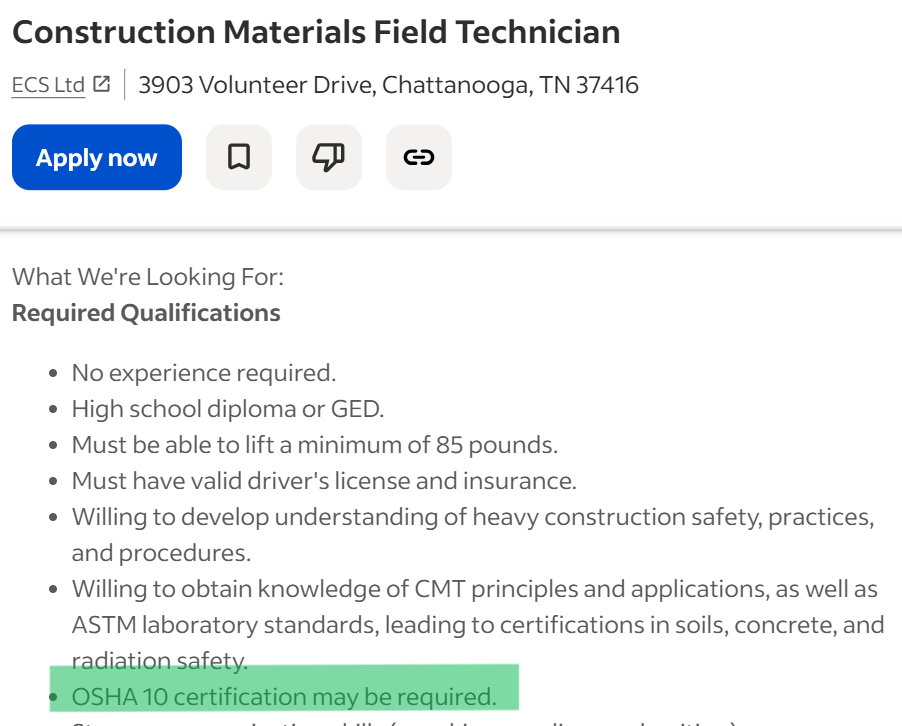 Construction Materials Field Technician
ECS Ltd 3903 Volunteer Drive, Chattanooga, TN 37416
Apply now
What We're Looking For:
Required Qualifications
No experience required.
High school diploma or GED.
Must be able to lift a minimum of 85 pounds.
Must have valid driver's license and insurance.
Willing to develop understanding of heavy construction safety, practices,
and procedures.
Willing to obtain knowledge of CMT principles and applications, as well as
ASTM laboratory standards, leading to certifications in soils, concrete, and
radiation safety.
OSHA 10 certification may be required.